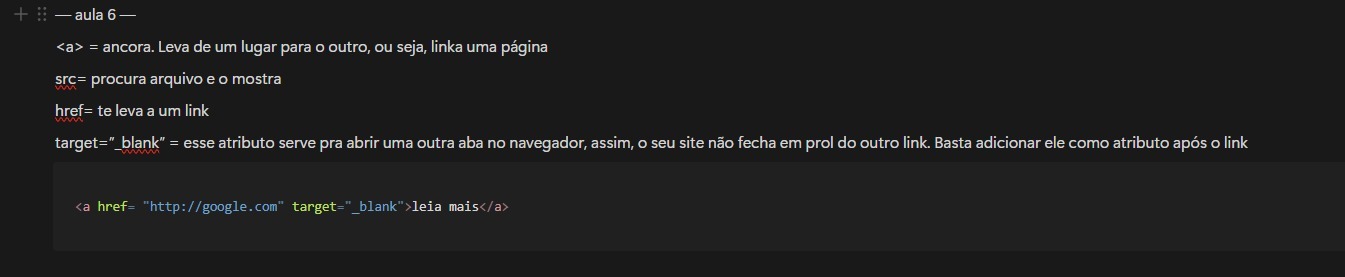 — aula 6 —
<a> = ancora. Leva de um lugar para o outro, ou seja, linka uma página
src= procura arquivo e o mostra
href= te leva a um link
target=”_blank” = esse atributo serve pra abrir uma outra aba no navegador, assim, o seu site não fecha em prol do outro link. Basta adicionar ele como atributo após o link
<a href= "http://google.com" target="_blank">leia mais</a>